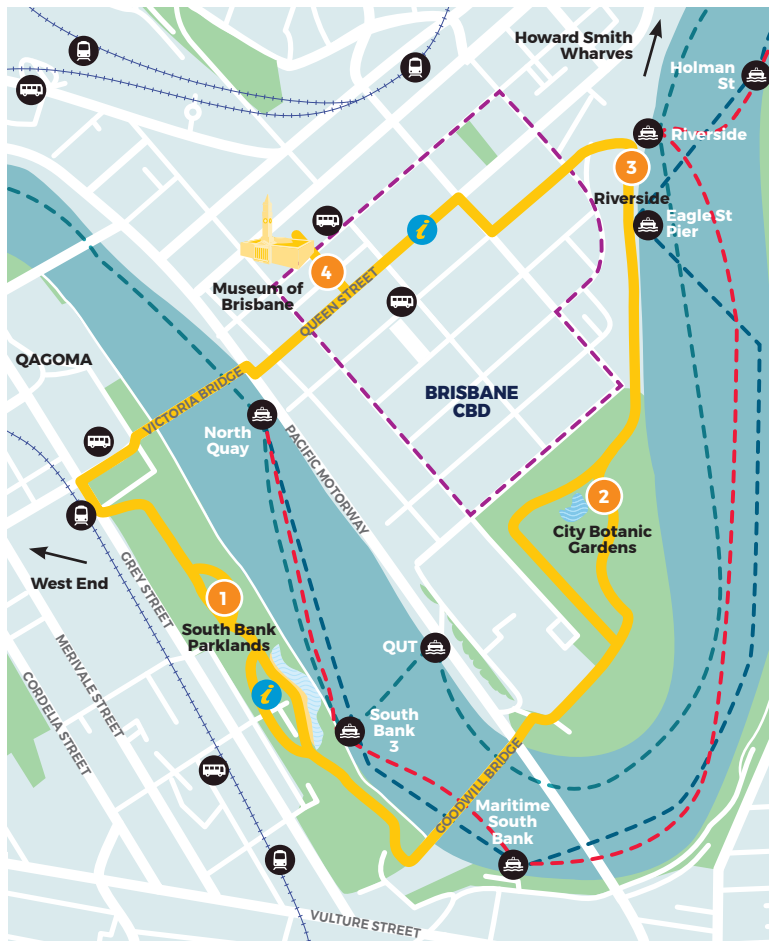 Howard Smith
Wharves
Holman
St
Riverside
3
Riverside
Eagle St
Pier
i
4
Museum of
Brisbane
QUEEN STREET
QAGOMA
VICTORIA BRIDGE
BRISBANE
CBD
North
Quay
PACIFIC MOTORWAY
2
City Botanic
Gardens
West End
GREY STREET
1
South Bank
Parklands
MERIVALE STREET
CORDELIA STREET
QUT
i
South
Bank
3
GOODWILL BRIDGE
Maritime
South
Bank
VULTURE STREET